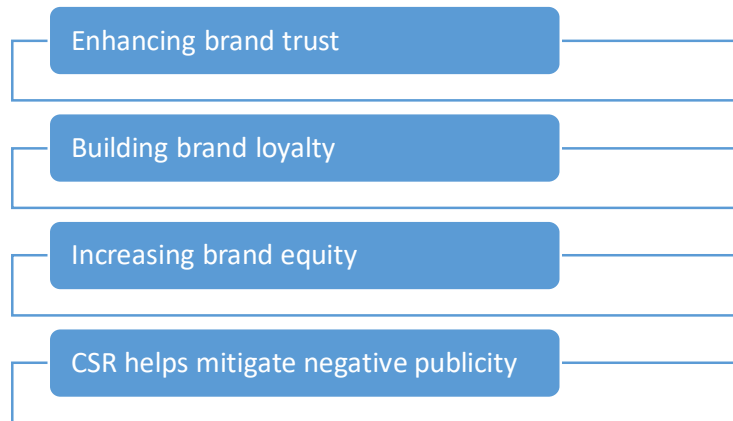 Enhancing brand trust
Building brand loyalty
Increasing brand equity
CSR helps mitigate negative publicity